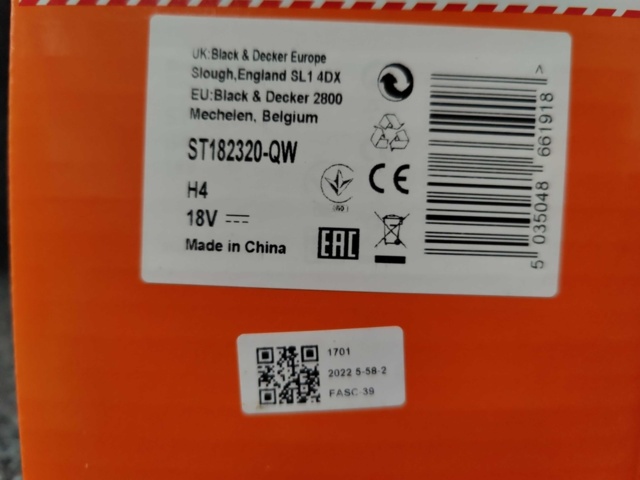 UK:Black & Decker Europe
Slough,England SL1 4DX
EU:Black & Decker 2800
Mechelen, Belgium
ST182320-QW
H4
18V
Made in China
CE
EAC
5 035048 661918 >
1701
2022 5-58-2
FASC-39